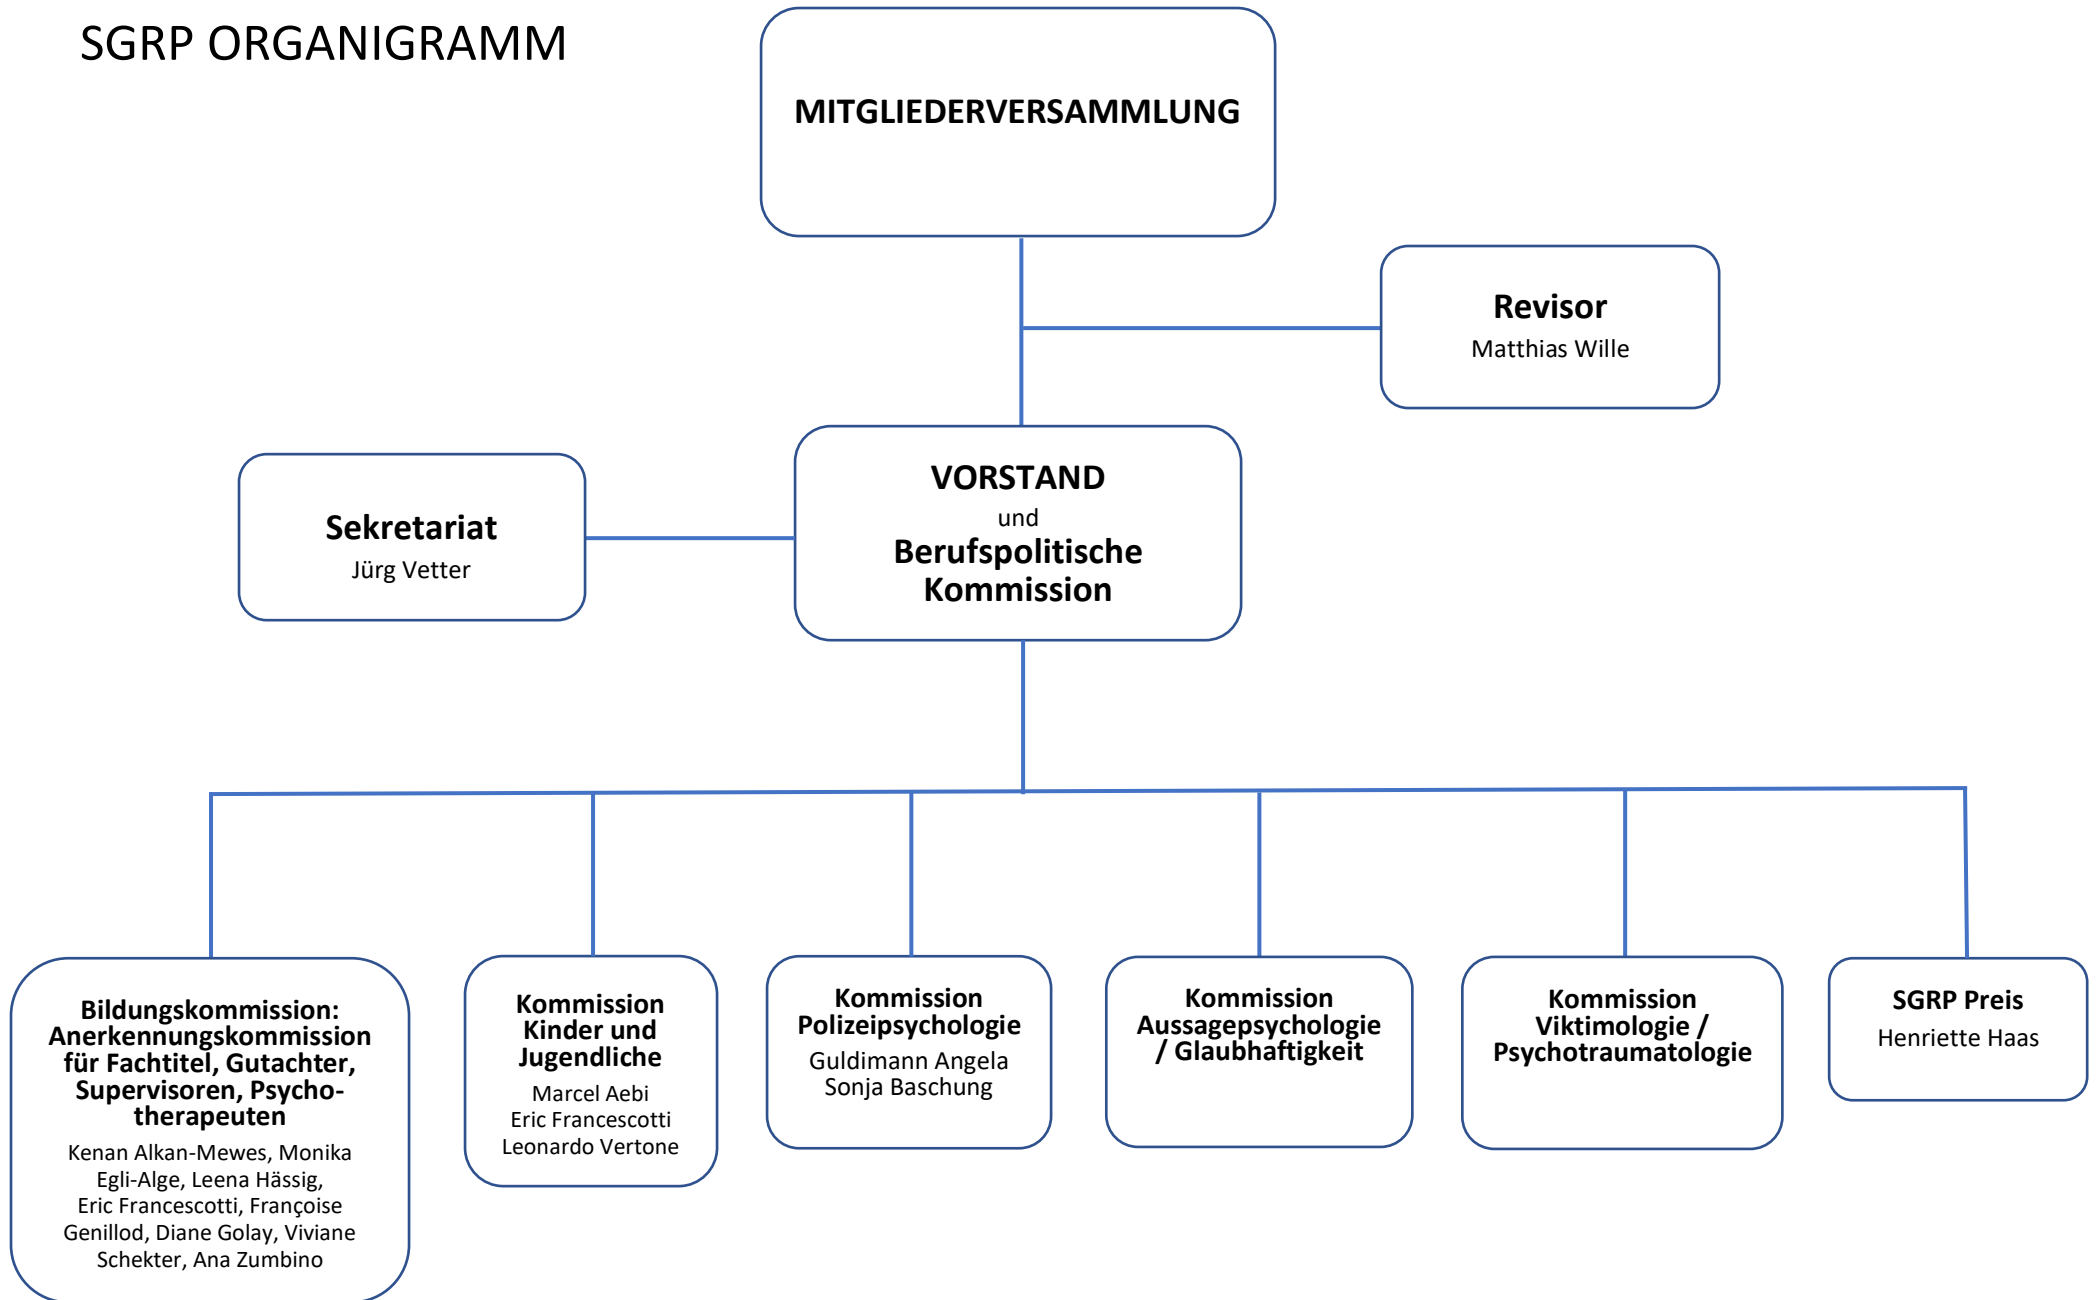 SGRP ORGANIGRAMM
MITGLIEDERVERSAMMLUNG
Revisor
Matthias Wille
Sekretariat
Jürg Vetter
VORSTAND
und
Berufspolitische
Kommission
Bildungskommission:
Anerkennungskommission
für Fachtitel, Gutachter,
Supervisoren, Psycho-
therapeuten
Kenan Alkan-Mewes, Monika
Egli-Alge, Leena Hässig,
Eric Francescotti, Françoise
Genillod, Diane Golay, Viviane
Schekter, Ana Zumbino
Kommission
Kinder und
Jugendliche
Marcel Aebi
Eric Francescotti
Leonardo Vertone
Kommission
Polizeipsychologie
Guldimann Angela
Sonja Baschung
Kommission
Aussagepsychologie
/ Glaubhaftigkeit
Kommission
Viktimologie /
Psychotraumatologie
SGRP Preis
Henriette Haas